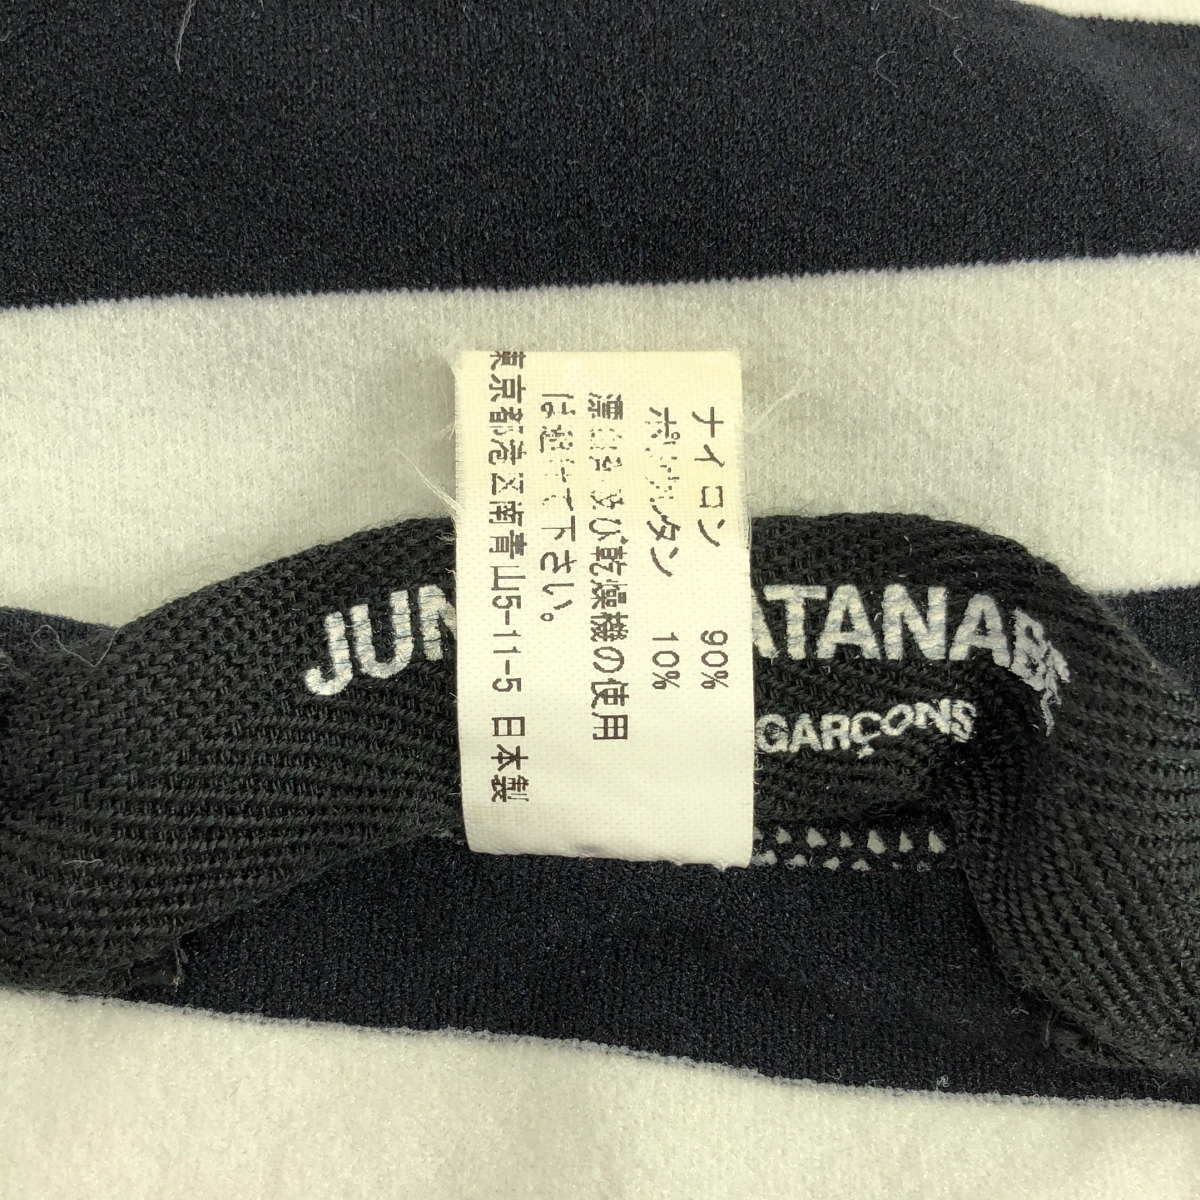 ナイロン 90%
ポリウレタン 10%
漂白及び乾燥機の使用
は避けて下さい。
東京都港区南青山5-11-5 日本製
JUN ATANABE
GARÇONS